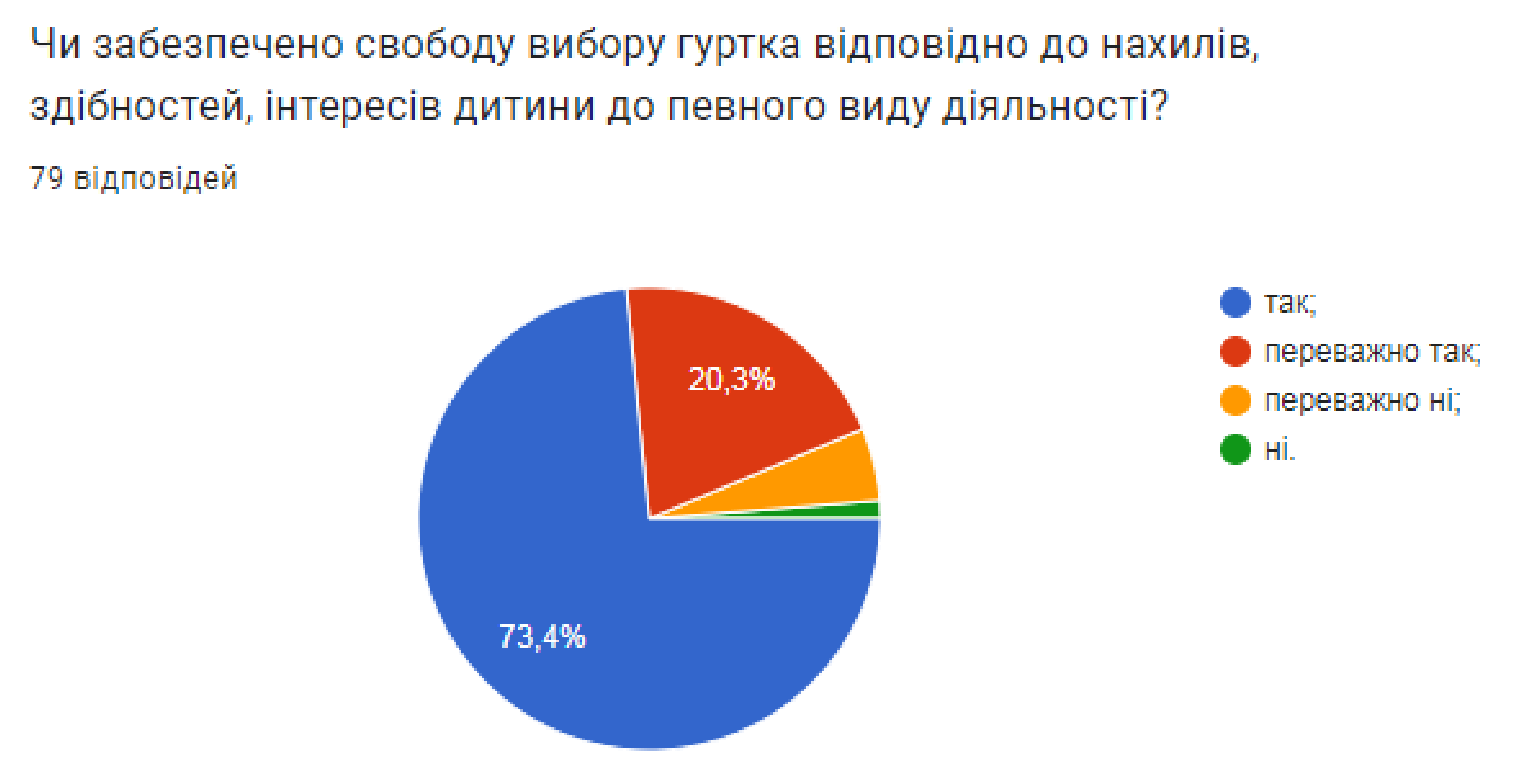 Чи забезпечено свободу вибору гуртка відповідно до нахилів,
здібностей, інтересів дитини до певного виду діяльності?
79 відповідей
так;
переважно так;
переважно ні;
ні.
20,3%
73,4%